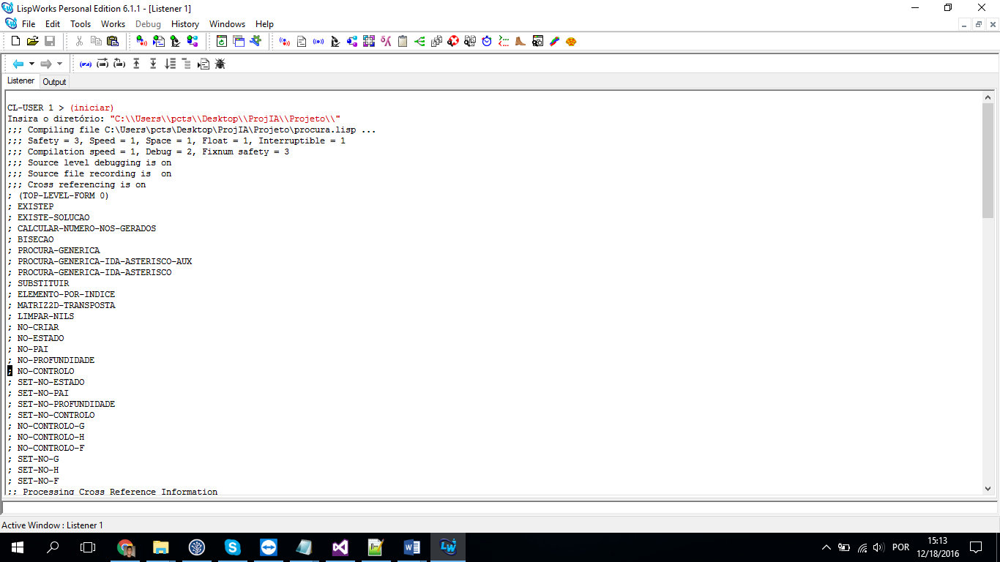 LispWorks Personal Edition 6.1.1 - [Listener 1]
File Edit Tools Works Debug History Windows Help
Listener Output
CL-USER 1 > (iniciar)
Insira o diretório: "C:\\Users\\pcts\\Desktop\\ProjIA\\Projeto\\"
;;; Compiling file C:\Users\pcts\Desktop\ProjIA\Projeto\procura.lisp ...
;;; Safety = 3, Speed = 1, Space = 1, Float = 1, Interruptible = 1
;;; Compilation speed = 1, Debug = 2, Fixnum safety = 3
;;; Source level debugging is on
;;; Source file recording is  on
;;; Cross referencing is on
; (TOP-LEVEL-FORM 0)
; EXISTEP
; EXISTE-SOLUCAO
; CALCULAR-NUMERO-NOS-GERADOS
; BISECAO
; PROCURA-GENERICA
; PROCURA-GENERICA-IDA-ASTERISCO-AUX
; PROCURA-GENERICA-IDA-ASTERISCO
; SUBSTITUIR
; ELEMENTO-POR-INDICE
; MATRIZ2D-TRANSPOSTA
; LIMPAR-NILS
; NO-CRIAR
; NO-ESTADO
; NO-PAI
; NO-PROFUNDIDADE
; NO-CONTROLO
; SET-NO-ESTADO
; SET-NO-PAI
; SET-NO-PROFUNDIDADE
; SET-NO-CONTROLO
; NO-CONTROLO-G
; NO-CONTROLO-H
; NO-CONTROLO-F
; SET-NO-G
; SET-NO-H
; SET-NO-F
;; Processing Cross Reference Information
Active Window : Listener 1
POR
15:13
12/18/2016